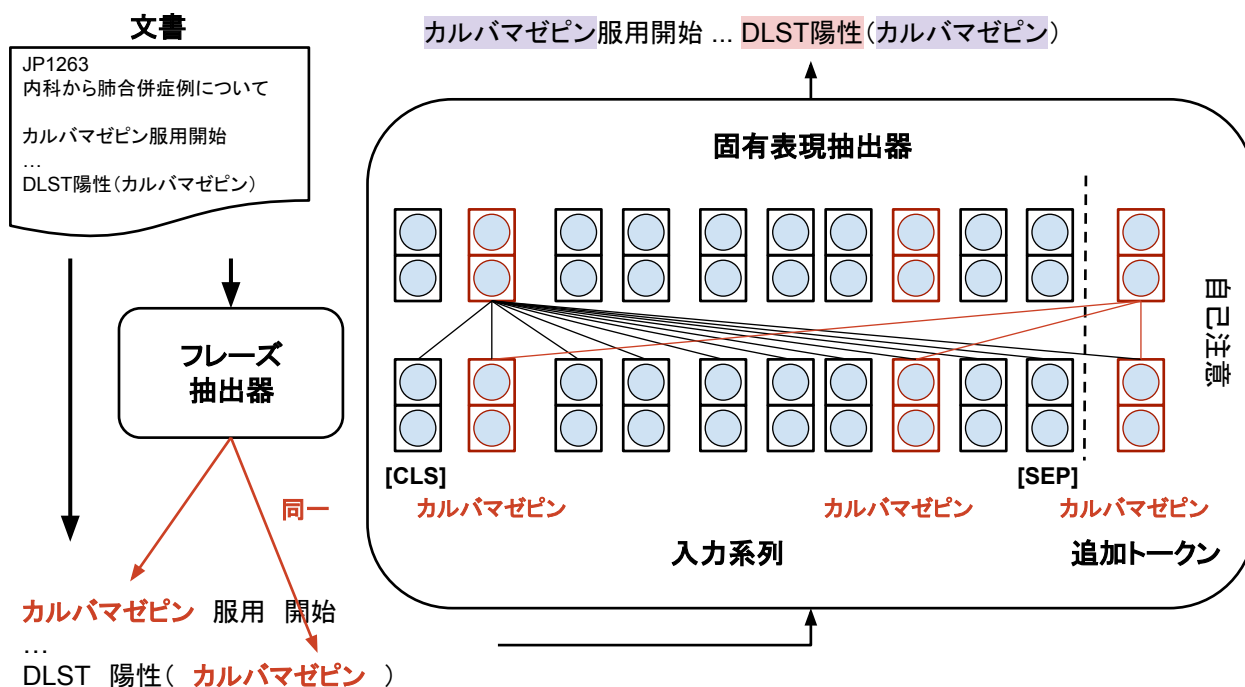 文書
JP1263
内科から肺合併症例について
カルバマゼピン服用開始
...
DLST陽性(カルバマゼピン)
フレーズ
抽出器
同一
カルバマゼピン 服用 開始
...
DLST 陽性( カルバマゼピン )
カルバマゼピン服用開始 ... DLST陽性(カルバマゼピン)
固有表現抽出器
自己注意
[CLS]
[SEP]
カルバマゼピン
カルバマゼピン
カルバマゼピン
入力系列
追加トークン